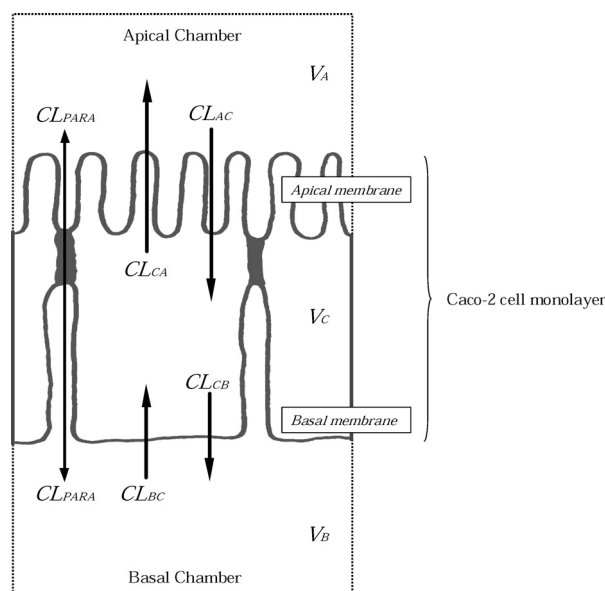 Apical Chamber
VA
CLPARA
CLAC
Apical membrane
CLCA
Caco-2 cell monolayer
VC
CLCB
Basal membrane
CLPARA
CLBC
VB
Basal Chamber